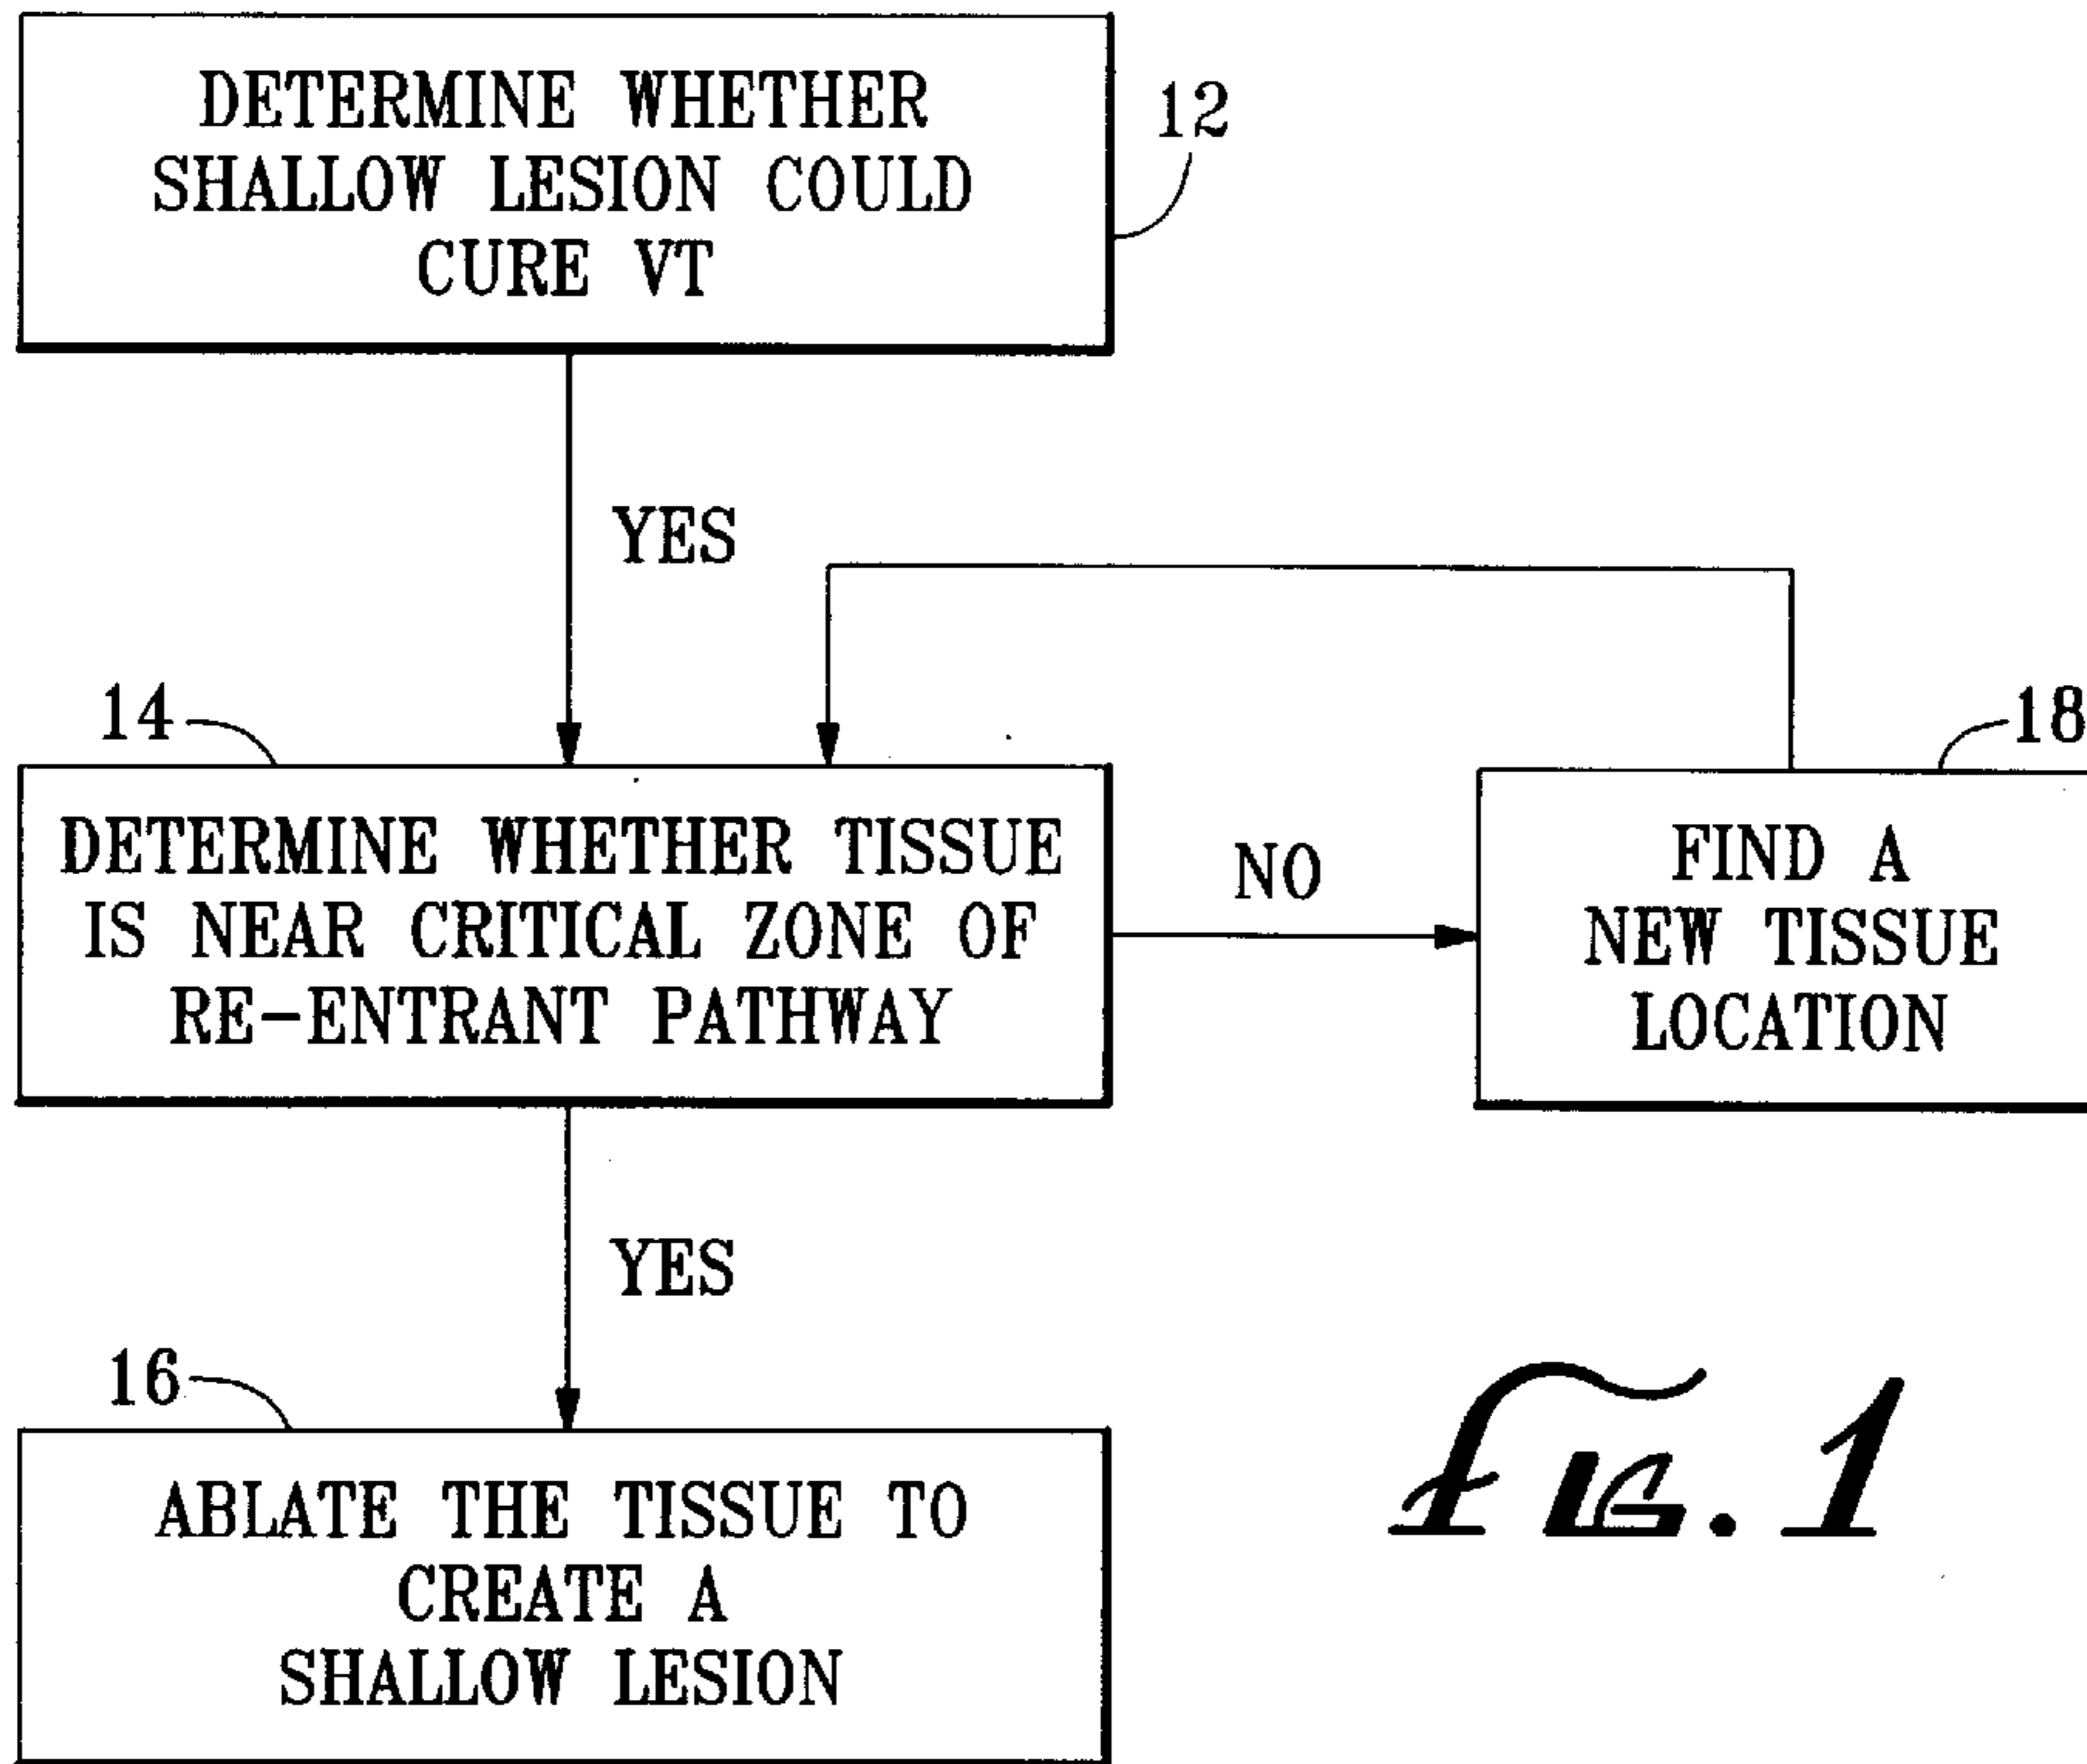 DETERMINE WHETHER
SHALLOW LESION COULD
CURE VT
12
YES
14
DETERMINE WHETHER TISSUE
IS NEAR CRITICAL ZONE OF
RE-ENTRANT PATHWAY
NO
18
FIND A
NEW TISSUE
LOCATION
YES
16
ABLATE THE TISSUE TO
CREATE A
SHALLOW LESION
FIG. 1